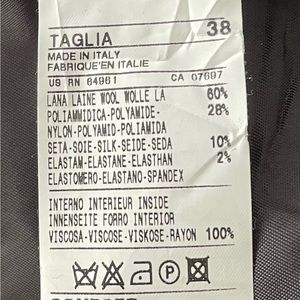 TAGLIA 38
MADE IN ITALY
FABRIQUE'EN ITALIE
US RN 64961 CA 07697
LANA LAINE WOOL WOLLE LA 60%
POLIAMMIDICA-POLYAMIDE- 28%
NYLON-POLYAMID-POLIAMIDA
SETA-SOIE-SILK-SEIDE-SEDA 10%
ELASTAM-ELASTANE-ELASTHAN 2%
ELASTOMERO-ELASTANO-SPANDEX
INTERNO INTERIEUR INSIDE
INNENSEITE FORRO INTERIOR
VISCOSA-VISCOSE-VISKOSE-RAYON 100%
P